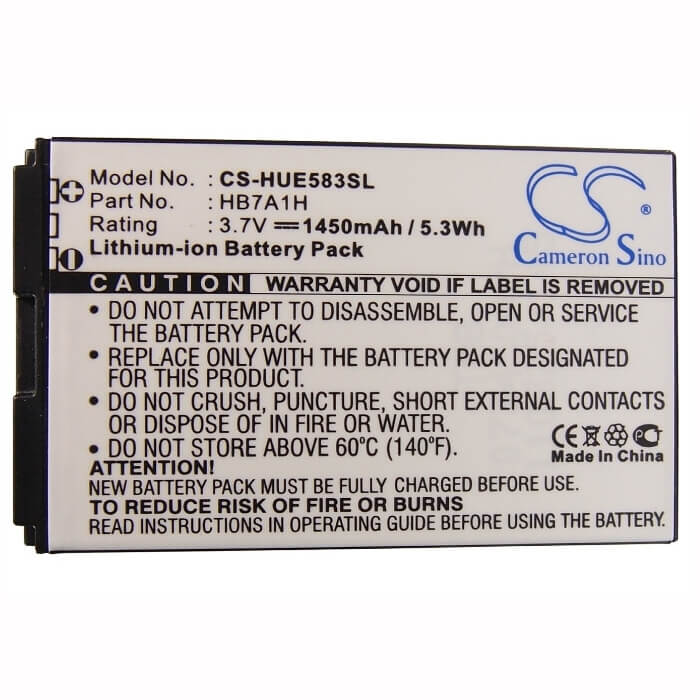 CS
Cameron Sino
®
Model No. : CS-HUE583SL
Part No. : HB7A1H
Rating : 3.7V 1450mAh / 5.3Wh
Lithium-ion Battery Pack
WARRANTY VOID IF LABEL IS REMOVED
• DO NOT ATTEMPT TO DISASSEMBLE, OPEN OR SERVICE
THE BATTERY PACK.
• REPLACE ONLY WITH THE BATTERY PACK DESIGNATED
FOR THIS PRODUCT.
• DO NOT CRUSH, PUNCTURE, SHORT EXTERNAL CONTACTS
OR DISPOSE OF IN FIRE OR WATER.
• DO NOT STORE ABOVE 60°C (140°F)
CE PC
Made In China
ATTENTION:
NEW BATTERY PACK MUST BE FULLY CHARGED BEFORE USE.
TO REDUCE RISK OF FIRE OR BURNS
READ INSTRUCTIONS IN OPERATING GUIDE BEFORE USING BATTERY.